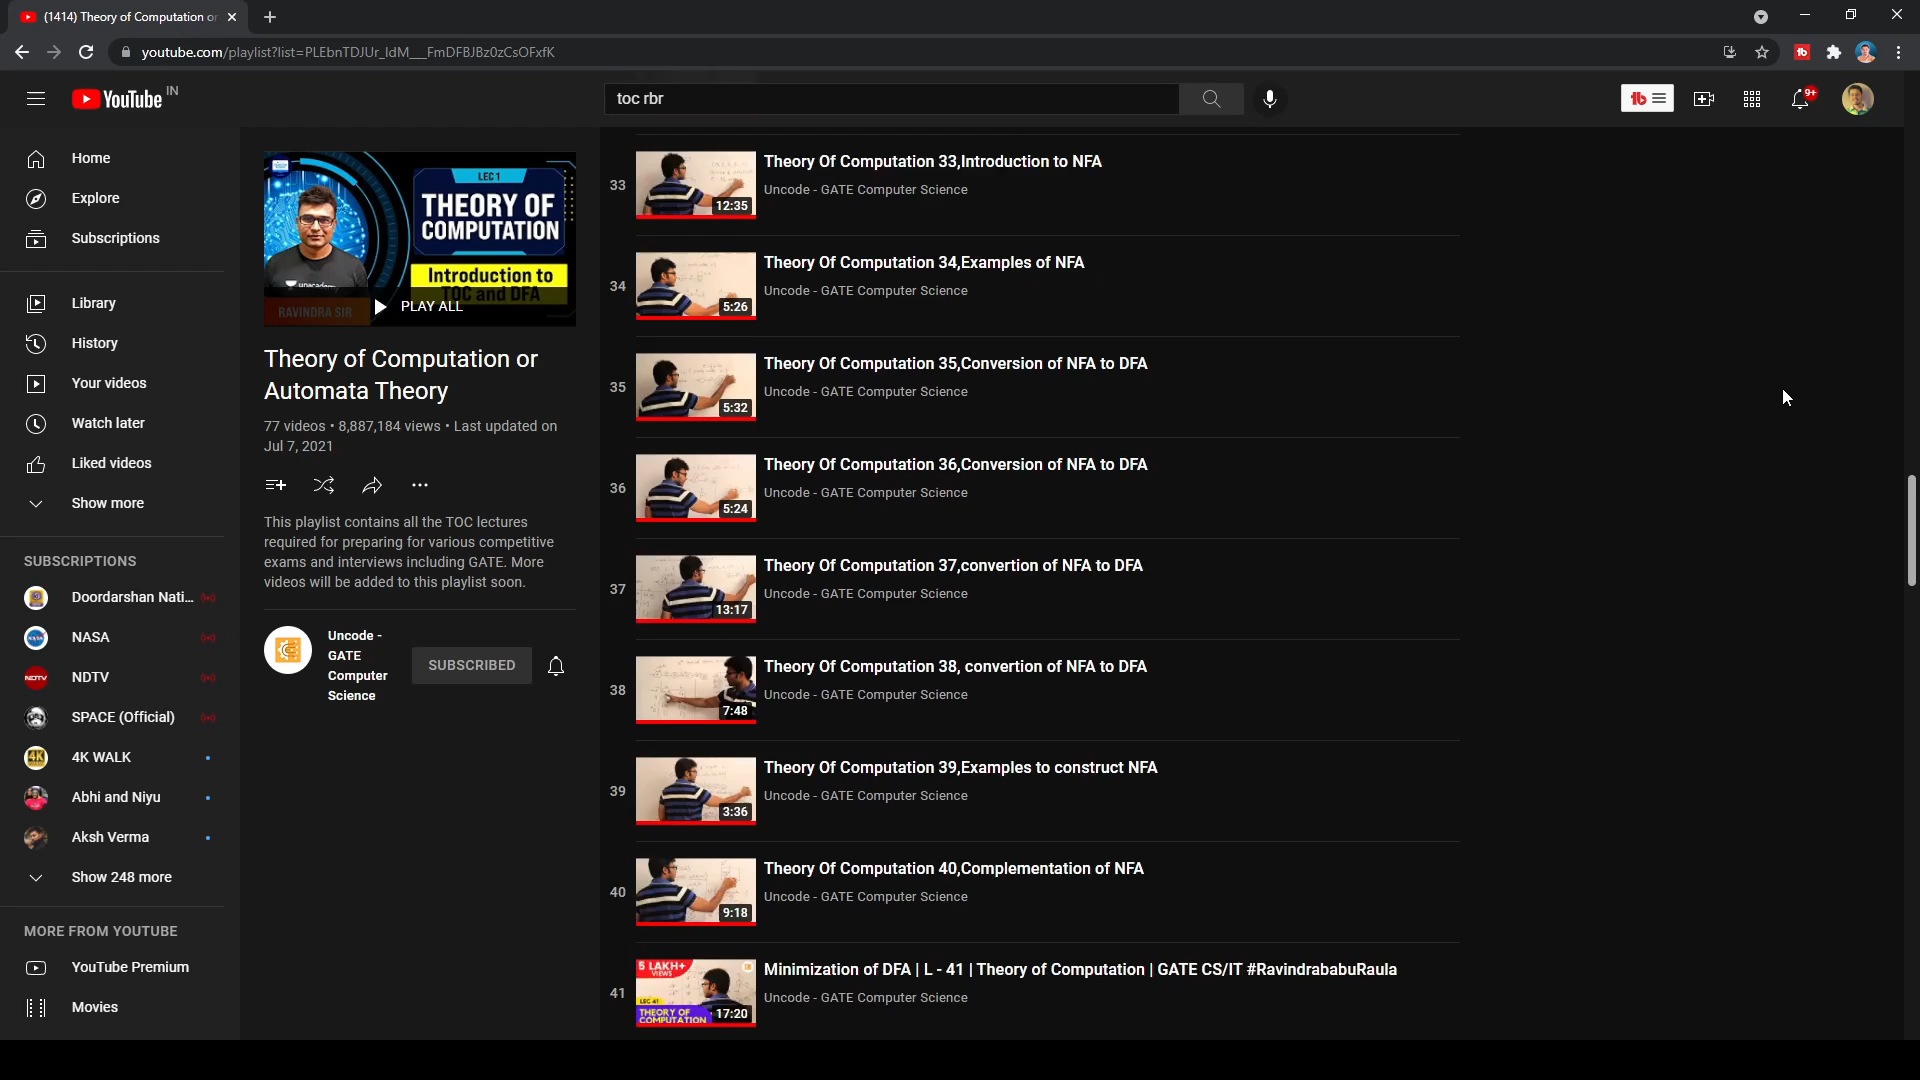 (1414) Theory of Computation or
youtube.com/playlist?list=PLEbnTDJUr_IdM___FmDFBJBz0zCsOFxfK
YouTube IN
toc rbr
9+
Home
Explore
Subscriptions
Library
History
Your videos
Watch later
Liked videos
Show more
SUBSCRIPTIONS
Doordarshan Nati...
NASA
NDTV
SPACE (Official)
4K WALK
Abhi and Niyu
Aksh Verma
Show 248 more
MORE FROM YOUTUBE
YouTube Premium
Movies
LEC 1
THEORY OF
COMPUTATION
Introduction to
TOC and DFA
unacademy
RAVINDRA SIR
PLAY ALL
Theory of Computation or
Automata Theory
77 videos • 8,887,184 views • Last updated on
Jul 7, 2021
This playlist contains all the TOC lectures
required for preparing for various competitive
exams and interviews including GATE. More
videos will be added to this playlist soon.
Uncode -
GATE
Computer
Science
SUBSCRIBED
33
12:35
Theory Of Computation 33,Introduction to NFA
Uncode - GATE Computer Science
34
5:26
Theory Of Computation 34,Examples of NFA
Uncode - GATE Computer Science
35
5:32
Theory Of Computation 35,Conversion of NFA to DFA
Uncode - GATE Computer Science
36
5:24
Theory Of Computation 36,Conversion of NFA to DFA
Uncode - GATE Computer Science
37
13:17
Theory Of Computation 37,convertion of NFA to DFA
Uncode - GATE Computer Science
38
7:48
Theory Of Computation 38, convertion of NFA to DFA
Uncode - GATE Computer Science
39
3:36
Theory Of Computation 39,Examples to construct NFA
Uncode - GATE Computer Science
40
9:18
Theory Of Computation 40,Complementation of NFA
Uncode - GATE Computer Science
41
5 LAKH+
VIEWS
LEC 41
THEORY OF
COMPUTATION
17:20
Minimization of DFA | L - 41 | Theory of Computation | GATE CS/IT #RavindrababuRaula
Uncode - GATE Computer Science